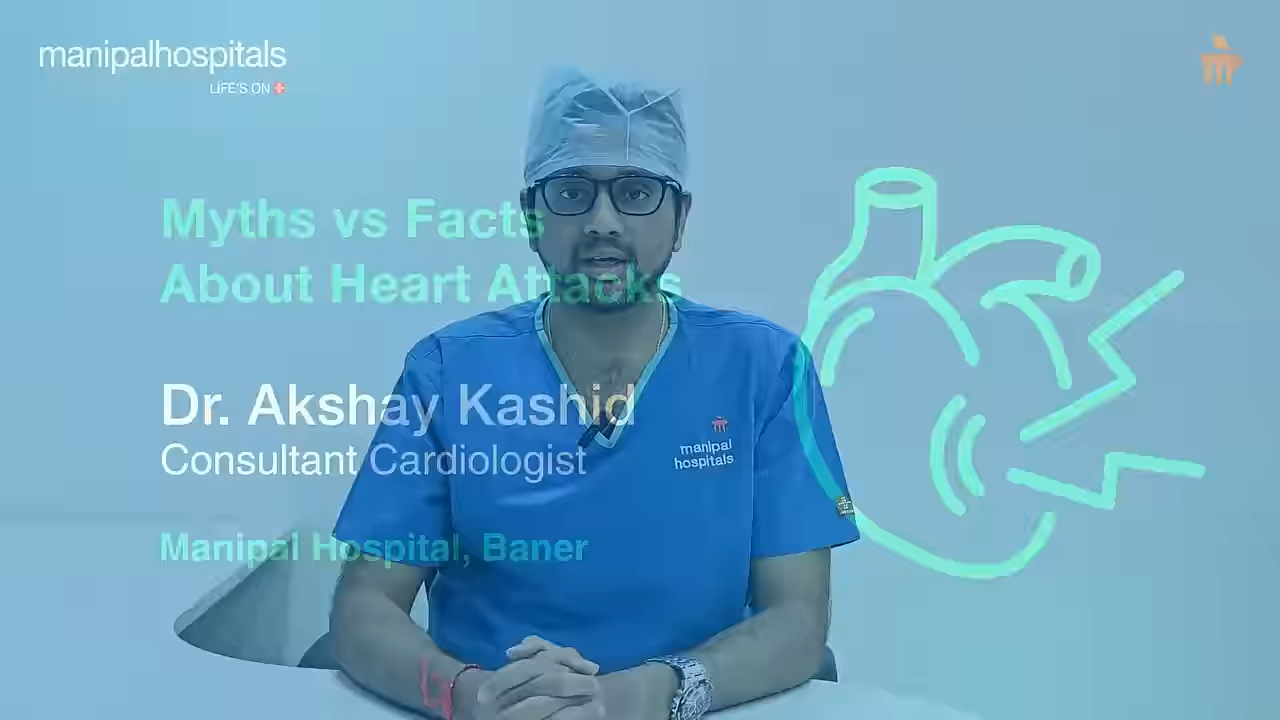 manipalhospitals
LIFE'S ON
Myths vs Facts
About Heart Attacks
Dr. Akshay Kashid
Consultant Cardiologist
Manipal Hospital, Baner
manipal
hospitals